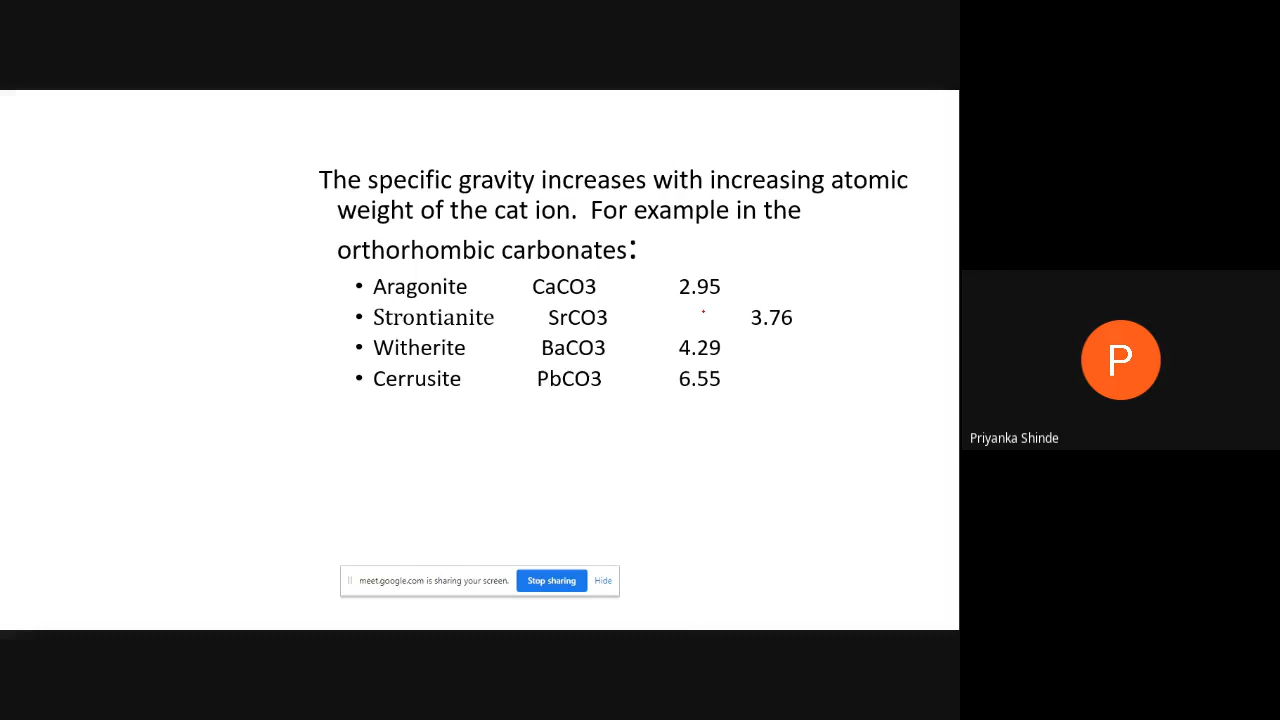 The specific gravity increases with increasing atomic
weight of the cat ion. For example in the
orthorhombic carbonates:
• Aragonite CaCO3 2.95
• Strontianite SrCO3 3.76
• Witherite BaCO3 4.29
• Cerrusite PbCO3 6.55
meet.google.com is sharing your screen. Stop sharing Hide
P
Priyanka Shinde